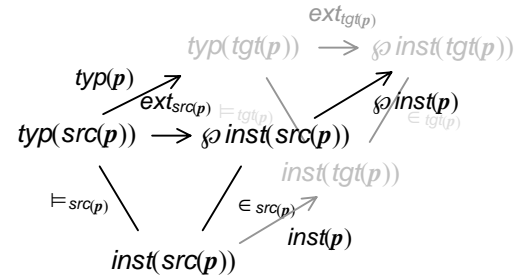 ext_tgt(p)
typ(tgt(p)) ℘ inst(tgt(p))
typ(p)
ext_src(p) ⊨_tgt(p) ℘inst(p)
∈_tgt(p)
typ(src(p)) ℘ inst(src(p))
inst(tgt(p))
⊨_src(p) ∈_src(p)
inst(p)
inst(src(p))